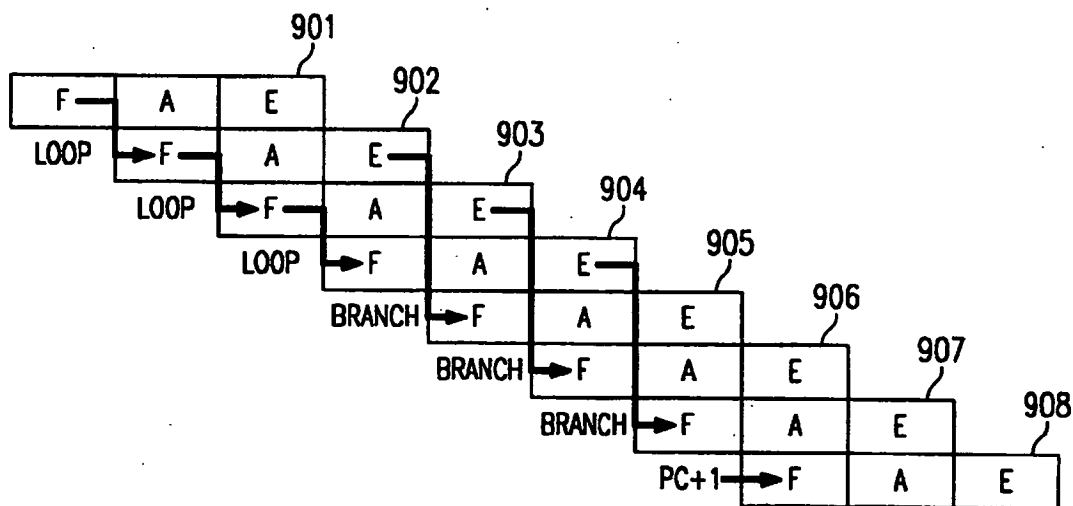 901
F A E
902
LOOP F A E
903
LOOP F A E
904
LOOP F A E
905
BRANCH F A E
906
BRANCH F A E
907
BRANCH F A E
908
PC+1 F A E